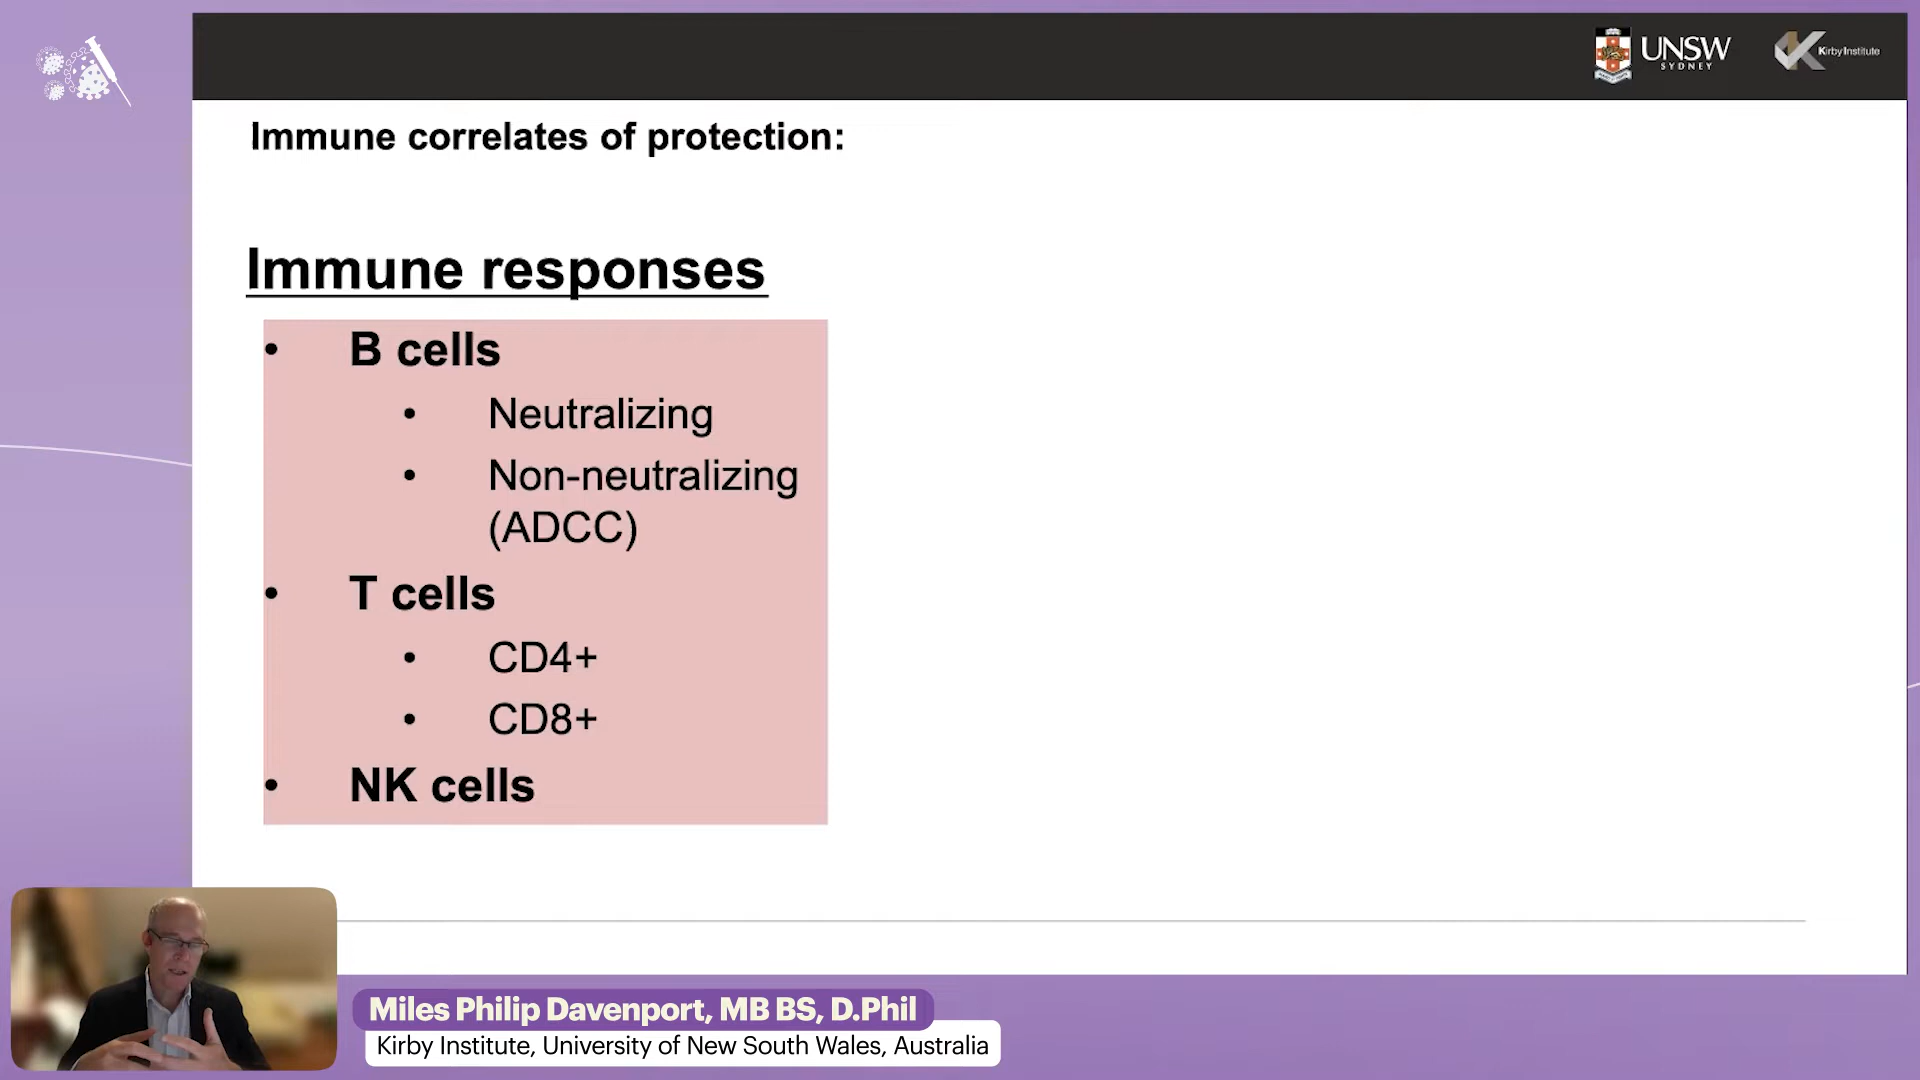 UNSW
SYDNEY
Kirby Institute
Immune correlates of protection:
Immune responses
• B cells
• Neutralizing
• Non-neutralizing
(ADCC)
• T cells
• CD4+
• CD8+
• NK cells
Miles Philip Davenport, MB BS, D.Phil
Kirby Institute, University of New South Wales, Australia